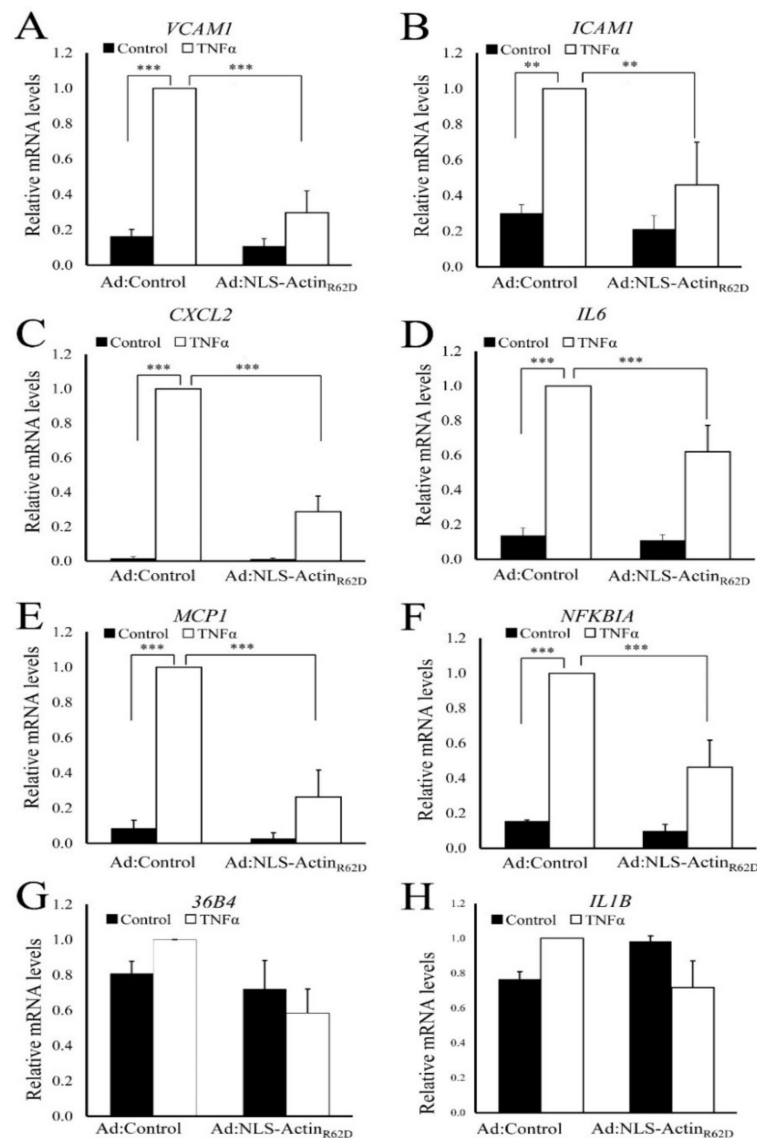 A
VCAM1
Control TNFα
Relative mRNA levels
1.2
1.0
0.8
0.6
0.4
0.2
0.0
*** ***
Ad:Control Ad:NLS-ActinR62D
B
ICAM1
Control TNFα
Relative mRNA levels
1.2
1.0
0.8
0.6
0.4
0.2
0.0
** **
Ad:Control Ad:NLS-ActinR62D
C
CXCL2
Control TNFα
Relative mRNA levels
1.2
1.0
0.8
0.6
0.4
0.2
0.0
*** ***
Ad:Control Ad:NLS-ActinR62D
D
IL6
Control TNFα
Relative mRNA levels
1.2
1.0
0.8
0.6
0.4
0.2
0.0
*** ***
Ad:Control Ad:NLS-ActinR62D
E
MCP1
Control TNFα
Relative mRNA levels
1.2
1.0
0.8
0.6
0.4
0.2
0.0
*** ***
Ad:Control Ad:NLS-ActinR62D
F
NFKBIA
Control TNFα
Relative mRNA levels
1.2
1.0
0.8
0.6
0.4
0.2
0.0
*** ***
Ad:Control Ad:NLS-ActinR62D
G
36B4
Control TNFα
Relative mRNA levels
1.2
1.0
0.8
0.6
0.4
0.2
0.0
Ad:Control Ad:NLS-ActinR62D
H
IL1B
Control TNFα
Relative mRNA levels
1.2
1.0
0.8
0.6
0.4
0.2
0.0
Ad:Control Ad:NLS-ActinR62D